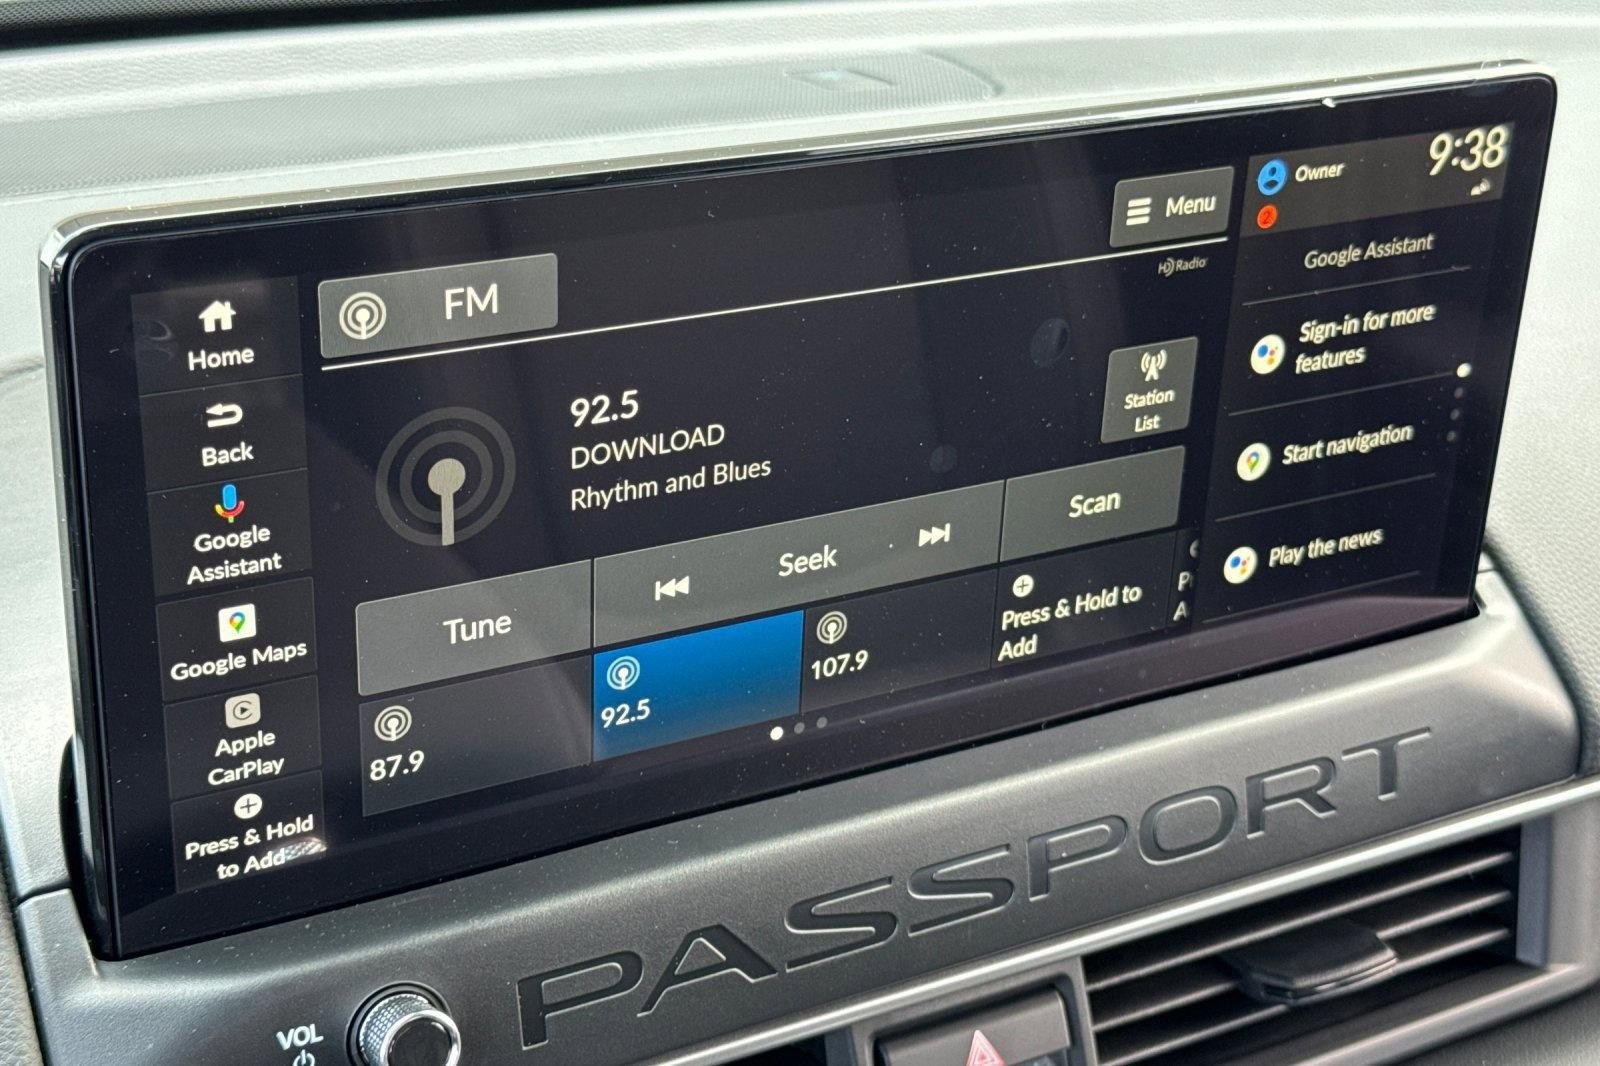 Home
Back
Google
Assistant
Google Maps
Apple
CarPlay
Press & Hold
to Add
FM
Menu
HD Radio
92.5
DOWNLOAD
Rhythm and Blues
Station
List
Tune
Seek
Scan
87.9
92.5
107.9
Press & Hold to
Add
Owner
9:38
2
Google Assistant
Sign-in for more
features
Start navigation
Play the news
PASSPORT
VOL